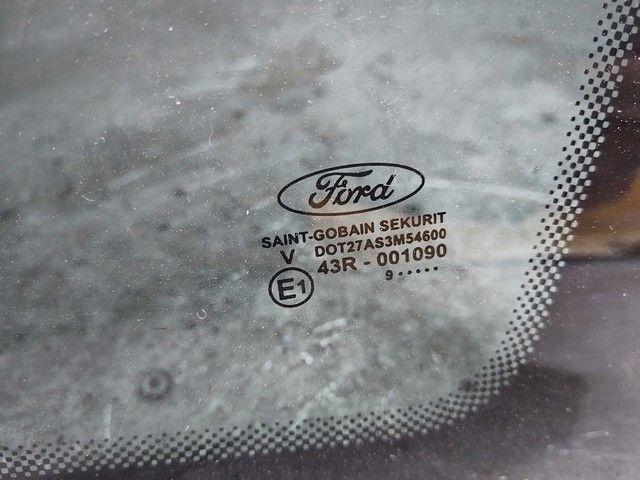 Ford
SAINT-GOBAIN SEKURIT
V DOT27AS3M54600
43R - 001090
E1
9.....